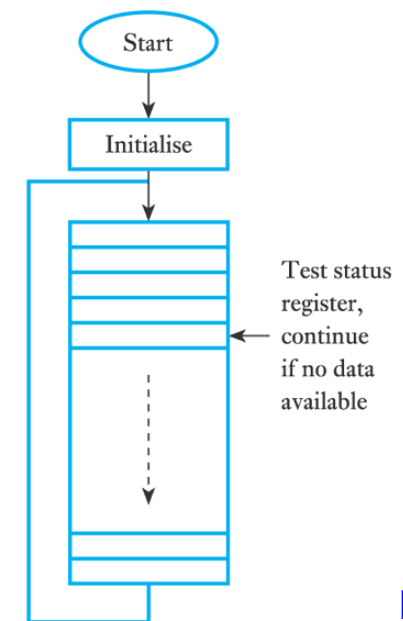 Start
Initialise
Test status
register,
continue
if no data
available